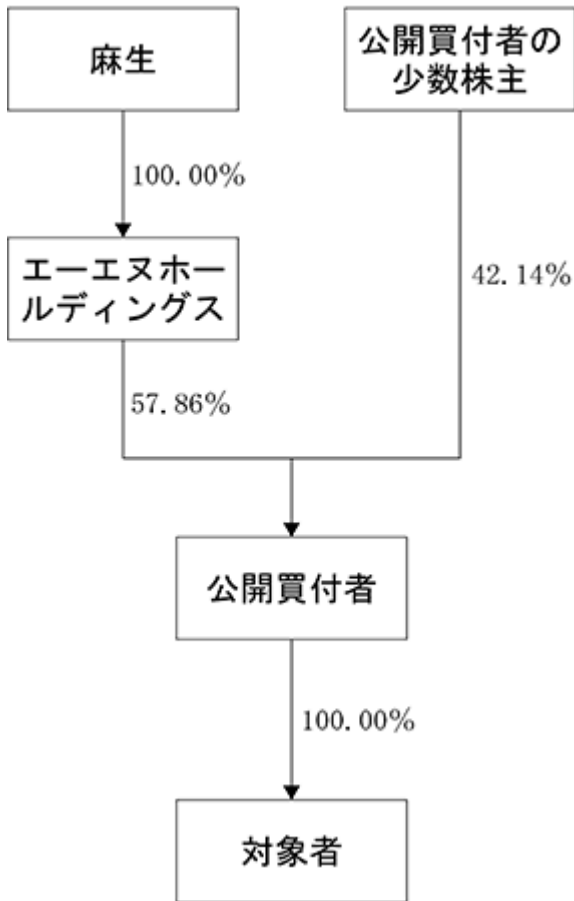 麻生
公開買付者の
少数株主
100.00%
エーエヌホー
ルディングス
42.14%
57.86%
公開買付者
100.00%
対象者